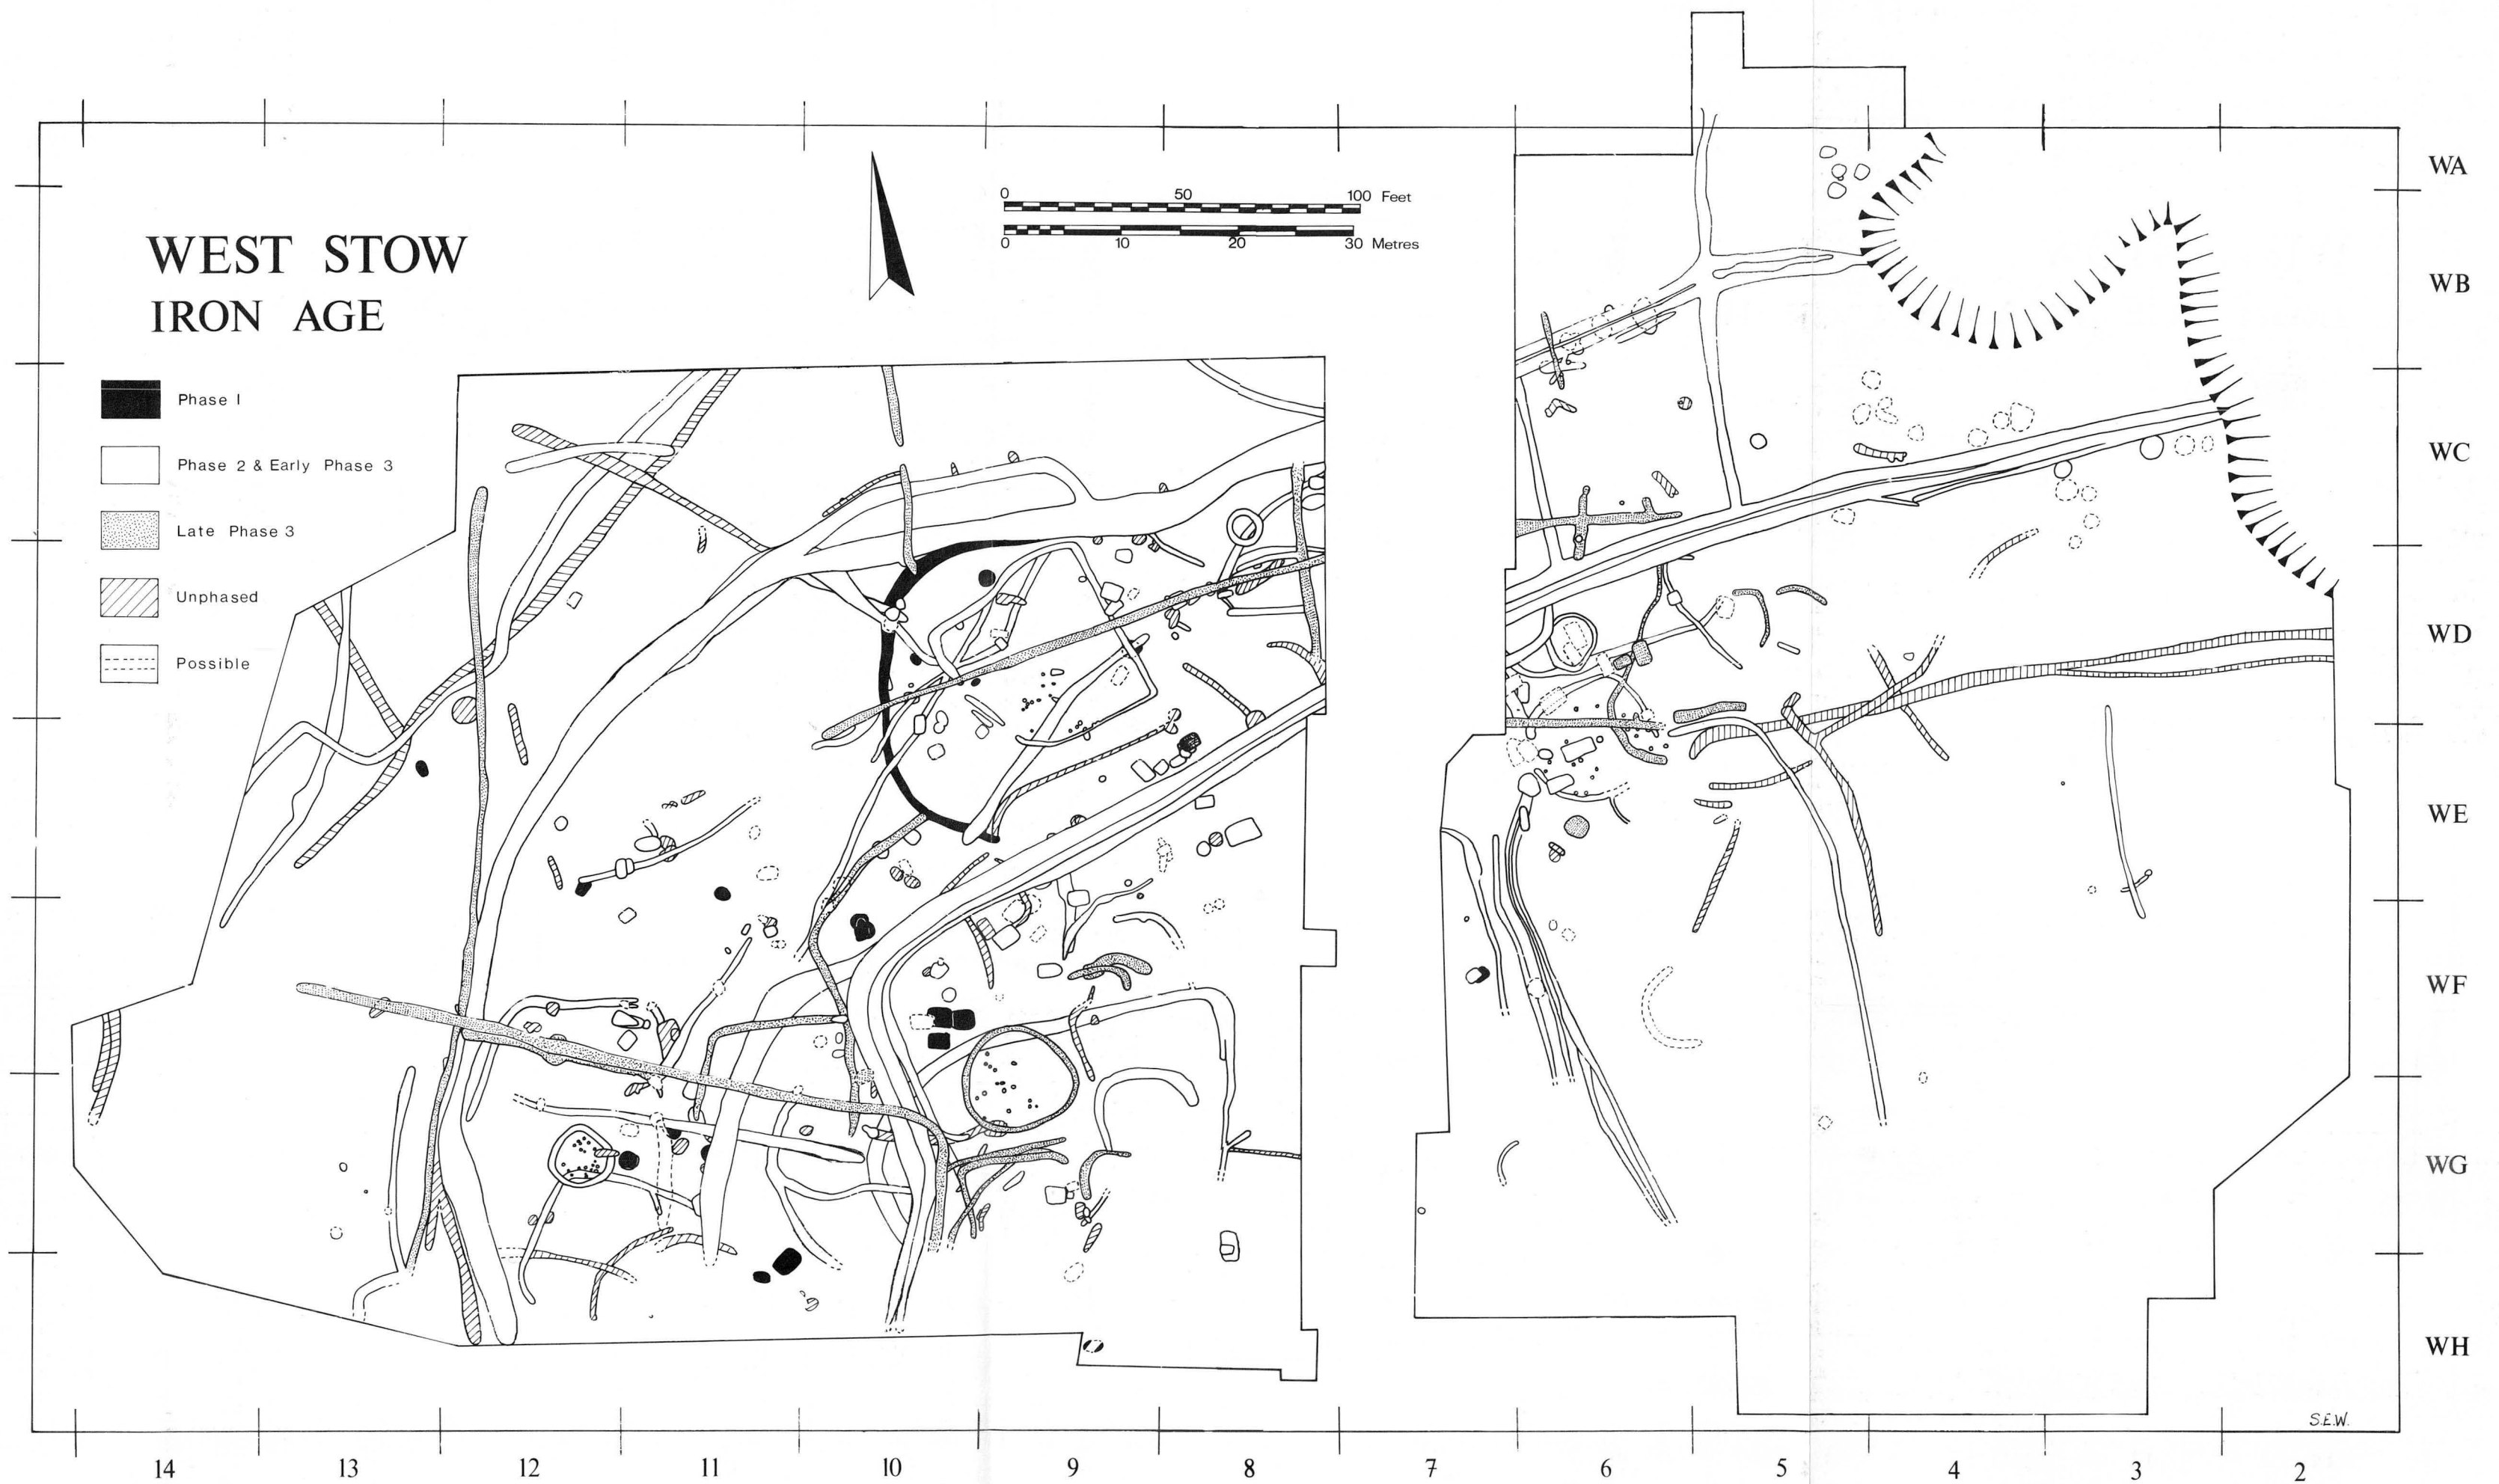 WEST STOW
IRON AGE
Phase 1
Phase 2 & Early Phase 3
Late Phase 3
Unphased
Possible
0 50 100 Feet
0 10 20 30 Metres
WA
WB
WC
WD
WE
WF
WG
WH
S.E.W.
14 13 12 11 10 9 8 7 6 5 4 3 2